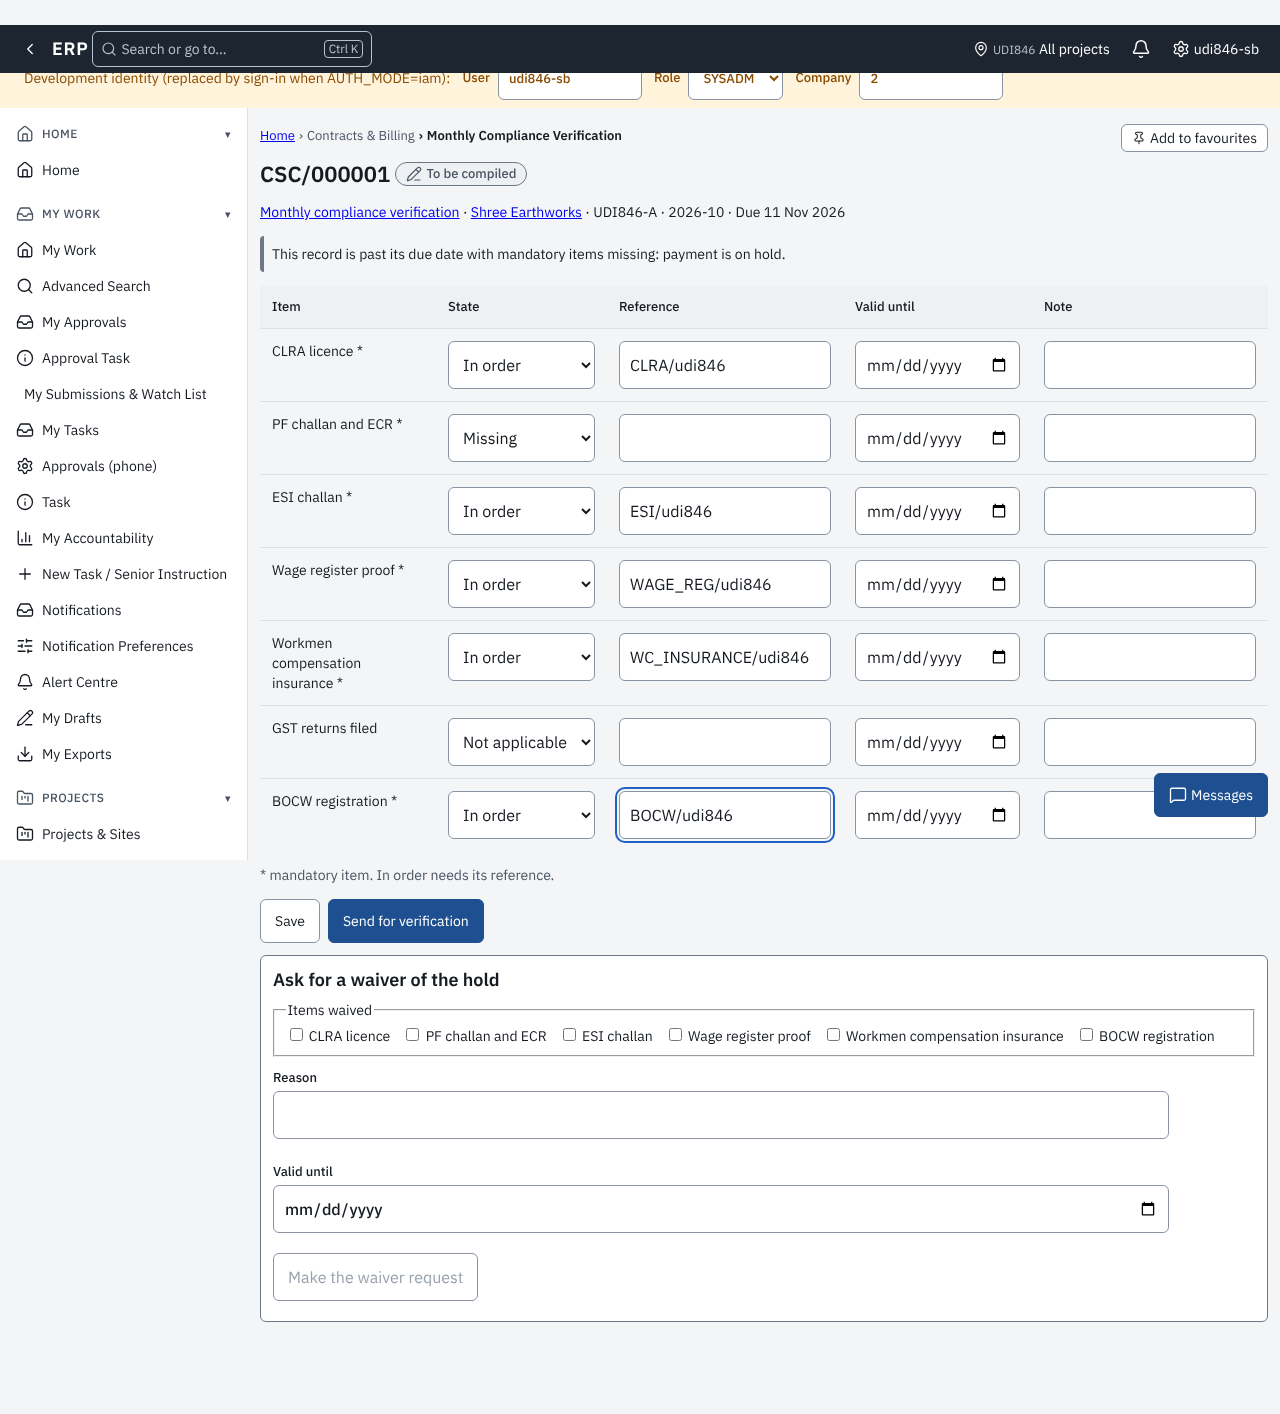 ERP
Search or go to...
Ctrl K
UDI846 All projects
udi846-sb
Development identity (replaced by sign-in when AUTH_MODE=iam):
User
udi846-sb
Role
SYSADM
Company
2
HOME
Home
MY WORK
My Work
Advanced Search
My Approvals
Approval Task
My Submissions & Watch List
My Tasks
Approvals (phone)
Task
My Accountability
New Task / Senior Instruction
Notifications
Notification Preferences
Alert Centre
My Drafts
My Exports
PROJECTS
Projects & Sites
Home › Contracts & Billing › Monthly Compliance Verification
Add to favourites
CSC/000001
To be compiled
Monthly compliance verification · Shree Earthworks · UDI846-A · 2026-10 · Due 11 Nov 2026
This record is past its due date with mandatory items missing: payment is on hold.
Item State Reference Valid until Note
CLRA licence * In order CLRA/udi846 mm/dd/yyyy
PF challan and ECR * Missing mm/dd/yyyy
ESI challan * In order ESI/udi846 mm/dd/yyyy
Wage register proof * In order WAGE_REG/udi846 mm/dd/yyyy
Workmen
compensation
insurance *
In order WC_INSURANCE/udi846 mm/dd/yyyy
GST returns filed Not applicable mm/dd/yyyy
BOCW registration * In order BOCW/udi846 mm/dd/yyyy
Messages
* mandatory item. In order needs its reference.
Save
Send for verification
Ask for a waiver of the hold
Items waived
CLRA licence PF challan and ECR ESI challan Wage register proof Workmen compensation insurance BOCW registration
Reason
Valid until
mm/dd/yyyy
Make the waiver request